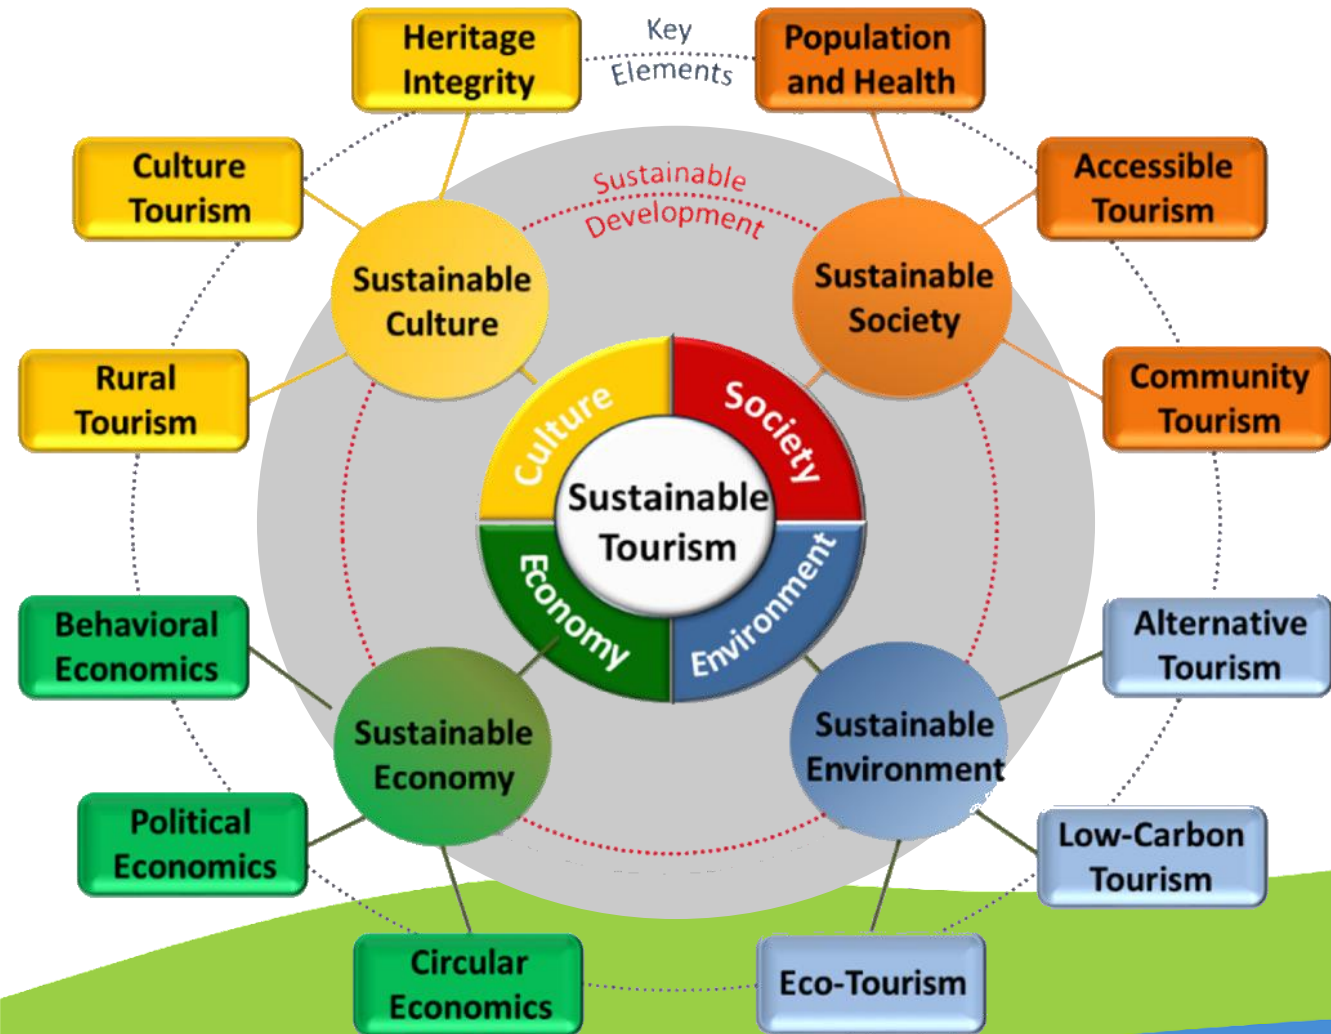 Key
Elements
Heritage
Integrity
Population
and Health
Culture
Tourism
Accessible
Tourism
Sustainable
Development
Sustainable
Culture
Sustainable
Society
Rural
Tourism
Community
Tourism
Culture
Society
Sustainable
Tourism
Economy
Environment
Behavioral
Economics
Alternative
Tourism
Sustainable
Economy
Sustainable
Environment
Political
Economics
Low-Carbon
Tourism
Circular
Economics
Eco-Tourism